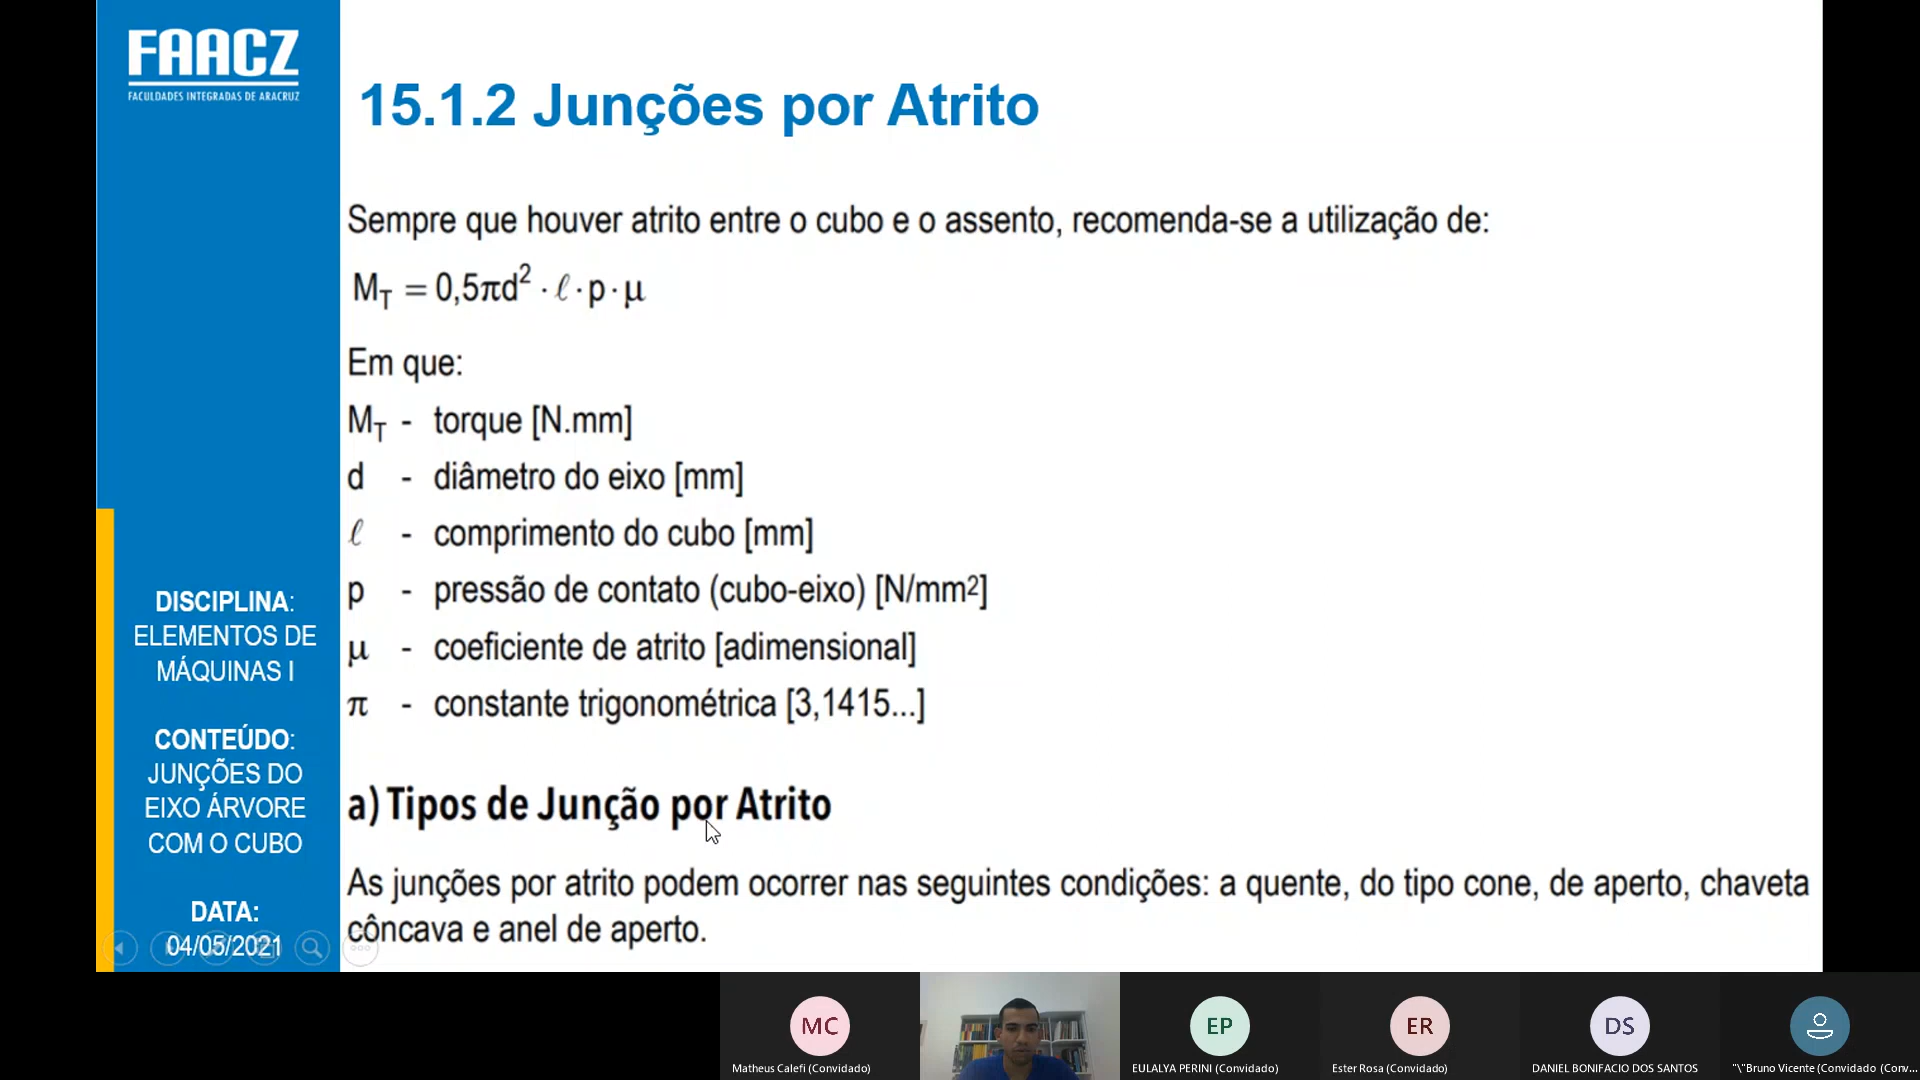 FAACZ
FACULDADES INTEGRADAS DE ARACRUZ
15.1.2 Junções por Atrito
Sempre que houver atrito entre o cubo e o assento, recomenda-se a utilização de:
M_T = 0,5πd² · ℓ · p · μ
Em que:
M_T - torque [N.mm]
d - diâmetro do eixo [mm]
ℓ - comprimento do cubo [mm]
p - pressão de contato (cubo-eixo) [N/mm²]
μ - coeficiente de atrito [adimensional]
π - constante trigonométrica [3,1415...]
a) Tipos de Junção por Atrito
As junções por atrito podem ocorrer nas seguintes condições: a quente, do tipo cone, de aperto, chaveta
côncava e anel de aperto.
DISCIPLINA:
ELEMENTOS DE
MÁQUINAS I
CONTEÚDO:
JUNÇÕES DO
EIXO ÁRVORE
COM O CUBO
DATA:
04/05/2021
MC
Matheus Calefi (Convidado)
EP
EULALYA PERINI (Convidado)
ER
Ester Rosa (Convidado)
DS
DANIEL BONIFACIO DOS SANTOS
"\"Bruno Vicente (Convidado (Conv...